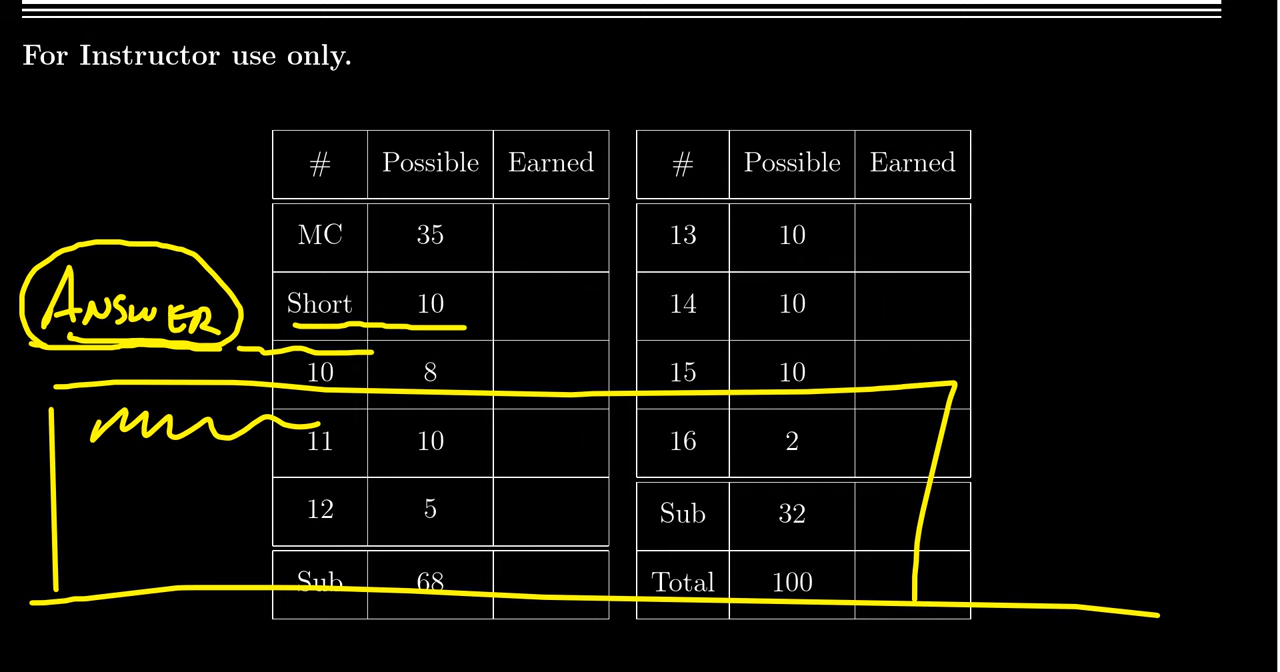 For Instructor use only.
# Possible Earned # Possible Earned
MC 35 13 10
ANSWER Short 10 14 10
10 8 15 10
11 10 16 2
12 5 Sub 32
Sub 68 Total 100